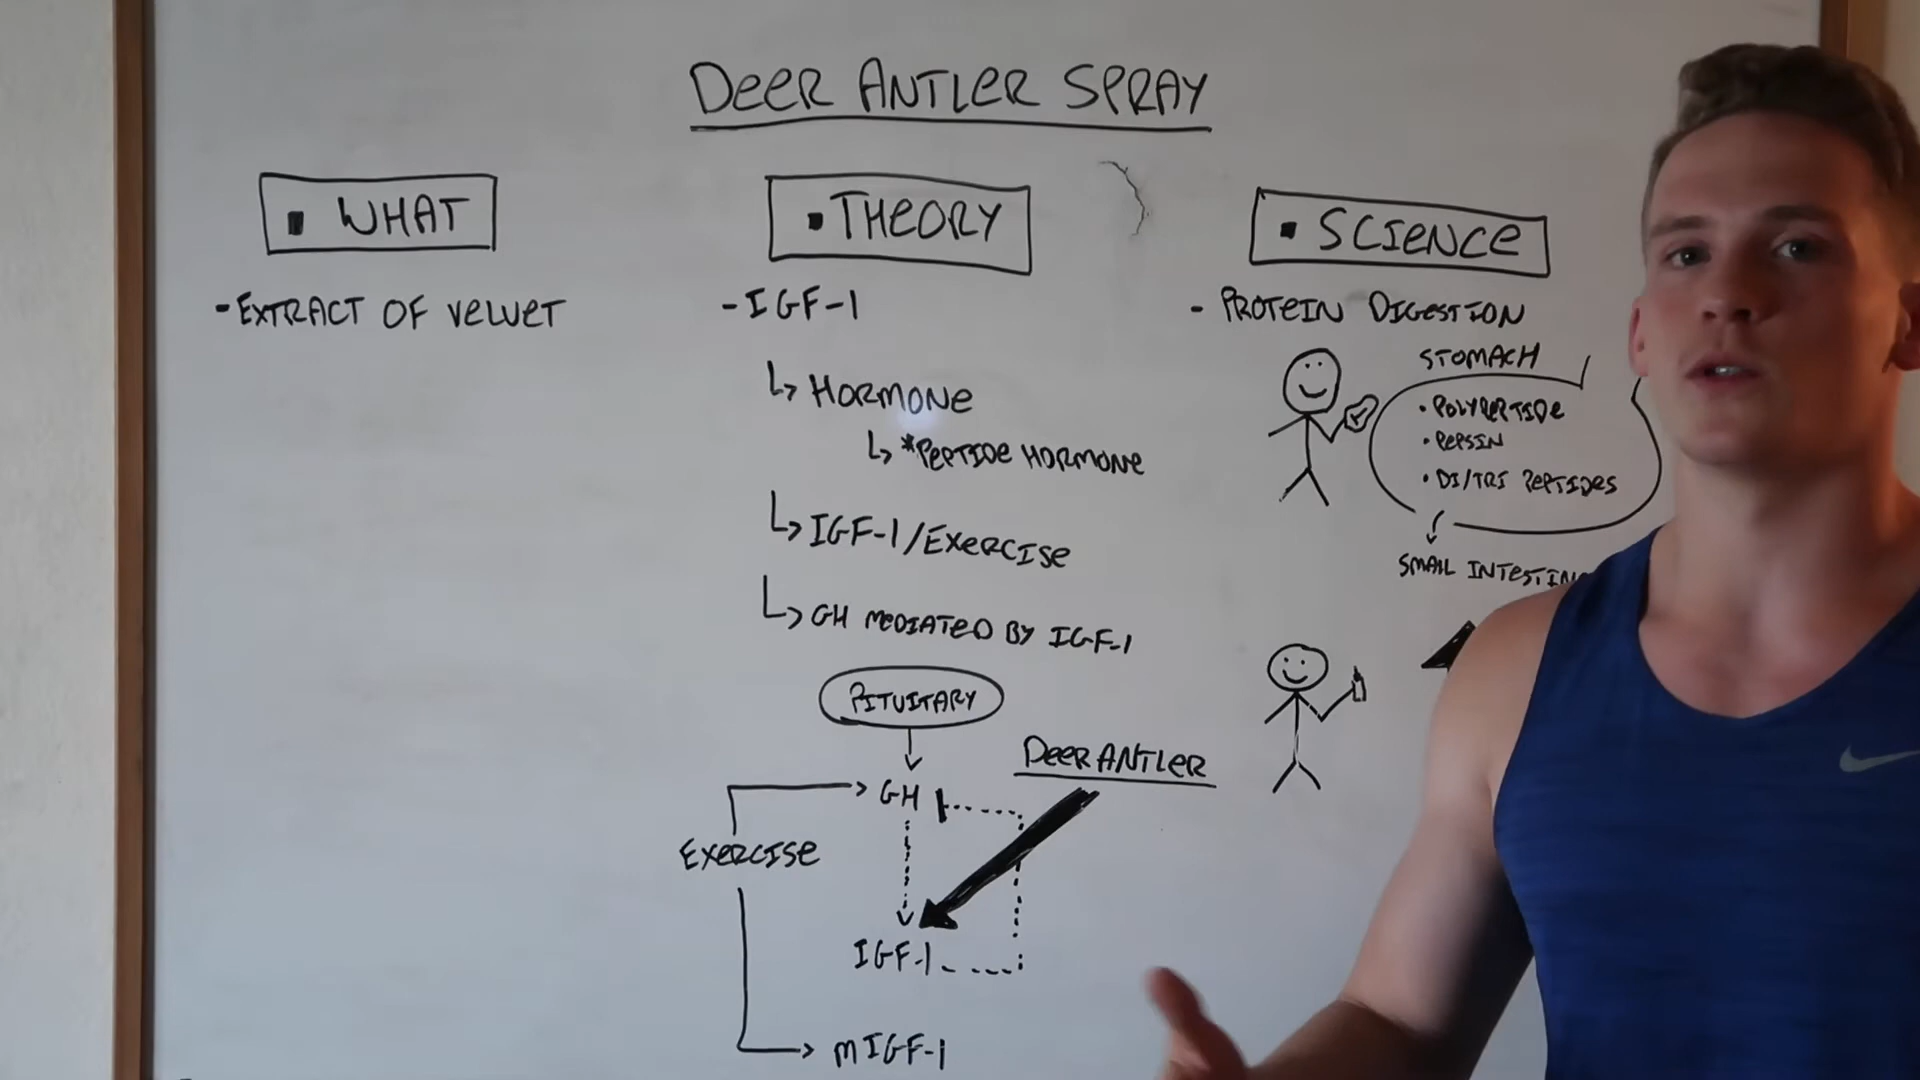 DEER ANTLER SPRAY
▪ WHAT
- EXTRACT OF VELVET
▪ THEORY
- IGF-1
↳ HORMONE
↳ *PEPTIDE HORMONE
↳ IGF-1/EXERCISE
↳ GH MEDIATED BY IGF-1
PITUITARY
DEER ANTLER
GH
EXERCISE
IGF-1
mIGF-1
▪ SCIENCE
- PROTEIN DIGESTION
STOMACH
• POLYPEPTIDE
• PEPSIN
• DI/TRI PEPTIDES
SMALL INTESTIN